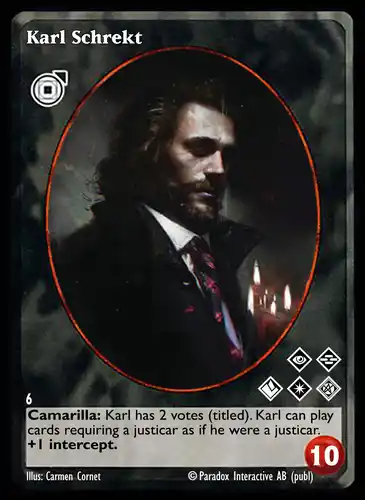 Karl Schrekt
6
Camarilla: Karl has 2 votes (titled). Karl can play
cards requiring a justicar as if he were a justicar.
+1 intercept.
10
Illus: Carmen Cornet
© Paradox Interactive AB (publ)